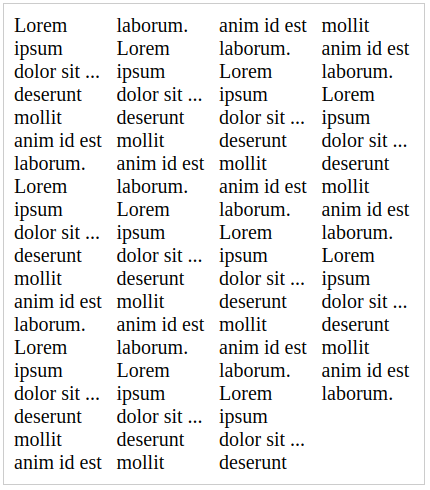 Lorem
ipsum
dolor sit ...
deserunt
mollit
anim id est
laborum.
Lorem
ipsum
dolor sit ...
deserunt
mollit
anim id est
laborum.
Lorem
ipsum
dolor sit ...
deserunt
mollit
anim id est
laborum.
Lorem
ipsum
dolor sit ...
deserunt
mollit
anim id est
laborum.
Lorem
ipsum
dolor sit ...
deserunt
mollit
anim id est
laborum.
Lorem
ipsum
dolor sit ...
deserunt
mollit
anim id est
laborum.
Lorem
ipsum
dolor sit ...
deserunt
mollit
anim id est
laborum.
Lorem
ipsum
dolor sit ...
deserunt
mollit
anim id est
laborum.
Lorem
ipsum
dolor sit ...
deserunt
mollit
anim id est
laborum.
Lorem
ipsum
dolor sit ...
deserunt
mollit
anim id est
laborum.
Lorem
ipsum
dolor sit ...
deserunt
mollit
anim id est
laborum.